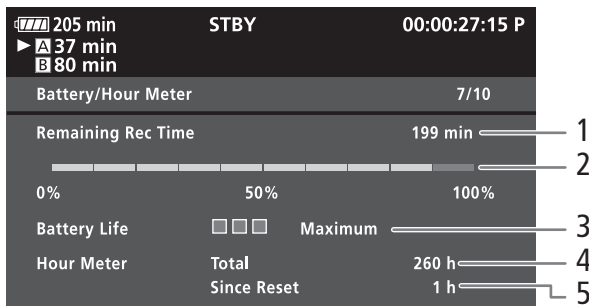 205 min STBY 00:00:27:15 P
A 37 min
B 80 min
Battery/Hour Meter 7/10
Remaining Rec Time 199 min 1
2
0% 50% 100%
Battery Life Maximum 3
Hour Meter Total 260 h 4
Since Reset 1 h 5